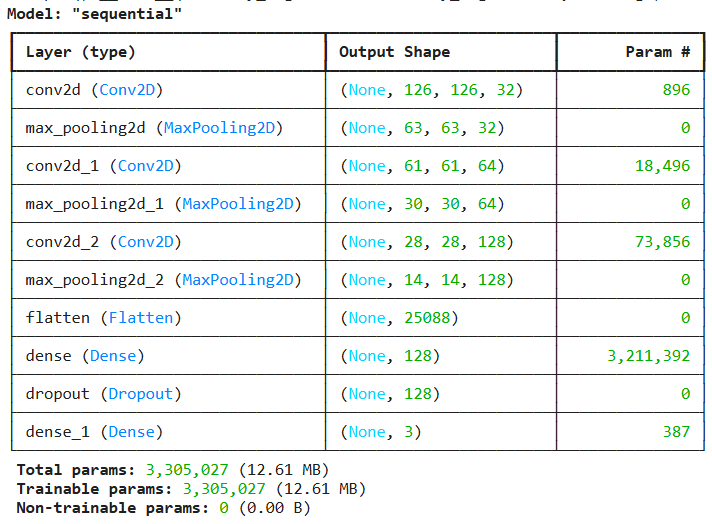 Model: "sequential"
Layer (type) Output Shape Param #
conv2d (Conv2D) (None, 126, 126, 32) 896
max_pooling2d (MaxPooling2D) (None, 63, 63, 32) 0
conv2d_1 (Conv2D) (None, 61, 61, 64) 18,496
max_pooling2d_1 (MaxPooling2D) (None, 30, 30, 64) 0
conv2d_2 (Conv2D) (None, 28, 28, 128) 73,856
max_pooling2d_2 (MaxPooling2D) (None, 14, 14, 128) 0
flatten (Flatten) (None, 25088) 0
dense (Dense) (None, 128) 3,211,392
dropout (Dropout) (None, 128) 0
dense_1 (Dense) (None, 3) 387
Total params: 3,305,027 (12.61 MB)
Trainable params: 3,305,027 (12.61 MB)
Non-trainable params: 0 (0.00 B)